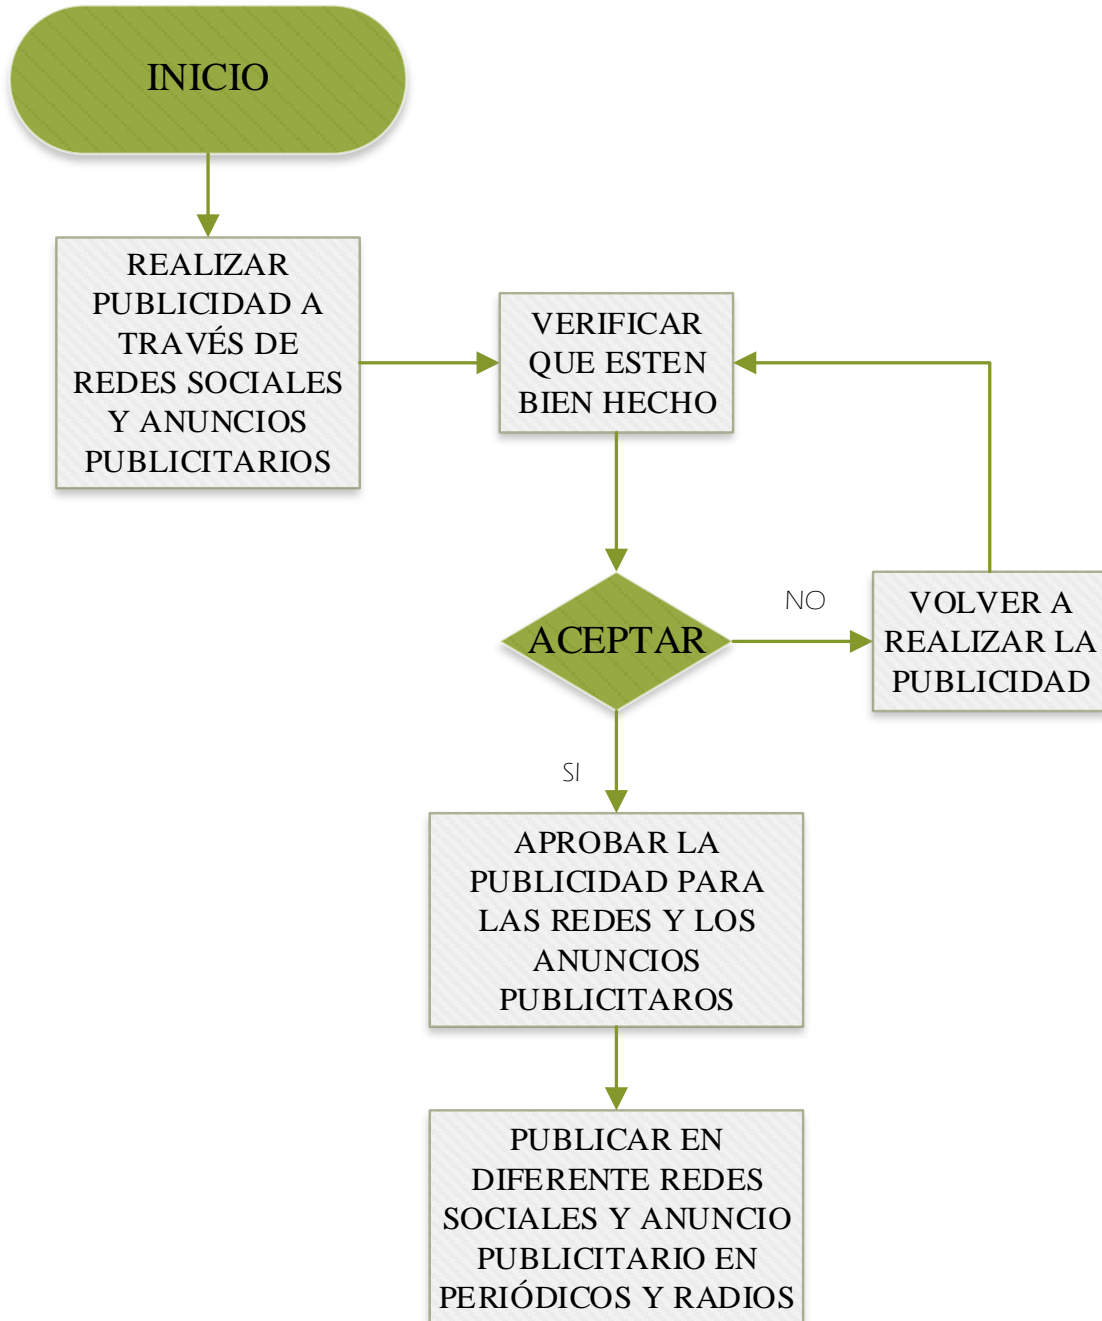 INICIO
REALIZAR
PUBLICIDAD A
TRAVÉS DE
REDES SOCIALES
Y ANUNCIOS
PUBLICITARIOS
VERIFICAR
QUE ESTEN
BIEN HECHO
ACEPTAR
NO
VOLVER A
REALIZAR LA
PUBLICIDAD
SI
APROBAR LA
PUBLICIDAD PARA
LAS REDES Y LOS
ANUNCIOS
PUBLICITAROS
PUBLICAR EN
DIFERENTE REDES
SOCIALES Y ANUNCIO
PUBLICITARIO EN
PERIÓDICOS Y RADIOS